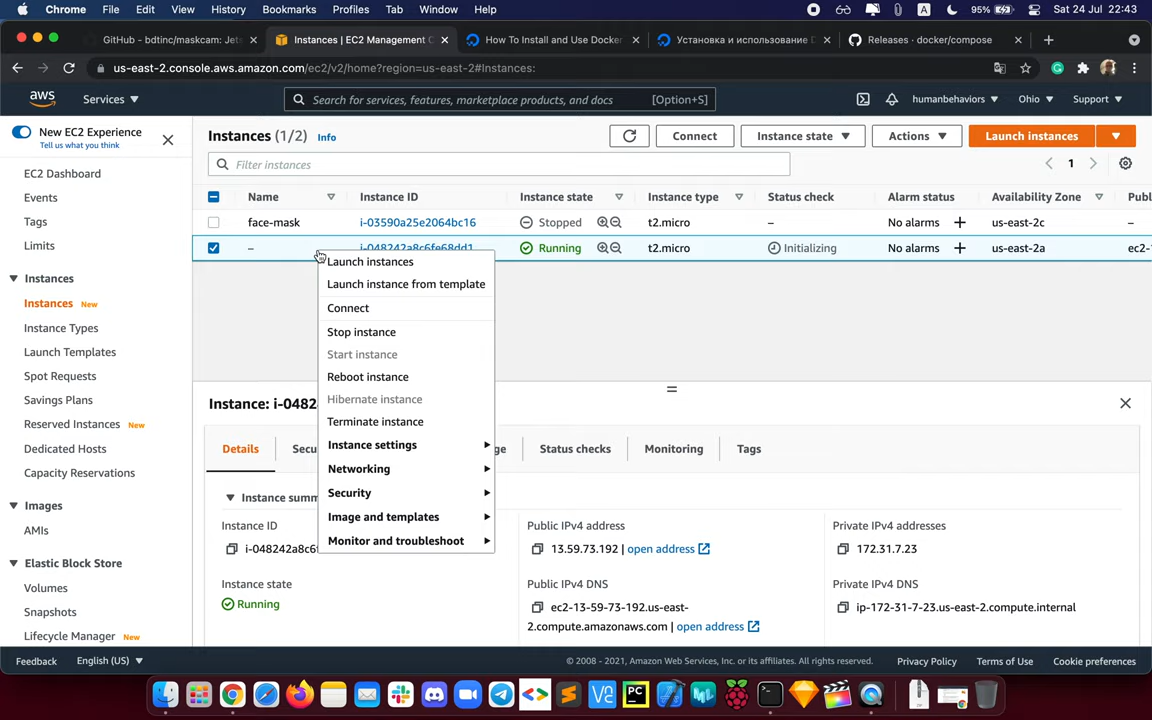 Chrome File Edit View History Bookmarks Profiles Tab Window Help A 95% Sat 24 Jul 22:43
GitHub - bdtinc/maskcam: Jets Instances | EC2 Management C How To Install and Use Docker Установка и использование D Releases · docker/compose
us-east-2.console.aws.amazon.com/ec2/v2/home?region=us-east-2#Instances:
aws Services ▼ Search for services, features, marketplace products, and docs [Option+S] humanbehaviors ▼ Ohio ▼ Support ▼
New EC2 Experience
Tell us what you think
Instances (1/2) Info Connect Instance state ▼ Actions ▼ Launch instances ▼
Filter instances 1
EC2 Dashboard
Events
Tags
Limits
Instances
Instances New
Instance Types
Launch Templates
Spot Requests
Savings Plans
Reserved Instances New
Dedicated Hosts
Capacity Reservations
Images
AMIs
Elastic Block Store
Volumes
Snapshots
Lifecycle Manager New
Name Instance ID Instance state Instance type Status check Alarm status Availability Zone Publ
face-mask i-03590a25e2064bc16 Stopped t2.micro – No alarms + us-east-2c –
– i-048242a8c6fe68dd1 Running t2.micro Initializing No alarms + us-east-2a ec2-
Launch instances
Launch instance from template
Connect
Stop instance
Start instance
Reboot instance
Hibernate instance
Terminate instance
Instance settings
Networking
Security
Image and templates
Monitor and troubleshoot
Instance: i-0482
Details Secu ge Status checks Monitoring Tags
Instance summ
Instance ID Public IPv4 address Private IPv4 addresses
i-048242a8c6 13.59.73.192 | open address 172.31.7.23
Instance state Public IPv4 DNS Private IPv4 DNS
Running ec2-13-59-73-192.us-east- ip-172-31-7-23.us-east-2.compute.internal
2.compute.amazonaws.com | open address
Feedback English (US) ▼ © 2008 - 2021, Amazon Web Services, Inc. or its affiliates. All rights reserved. Privacy Policy Terms of Use Cookie preferences